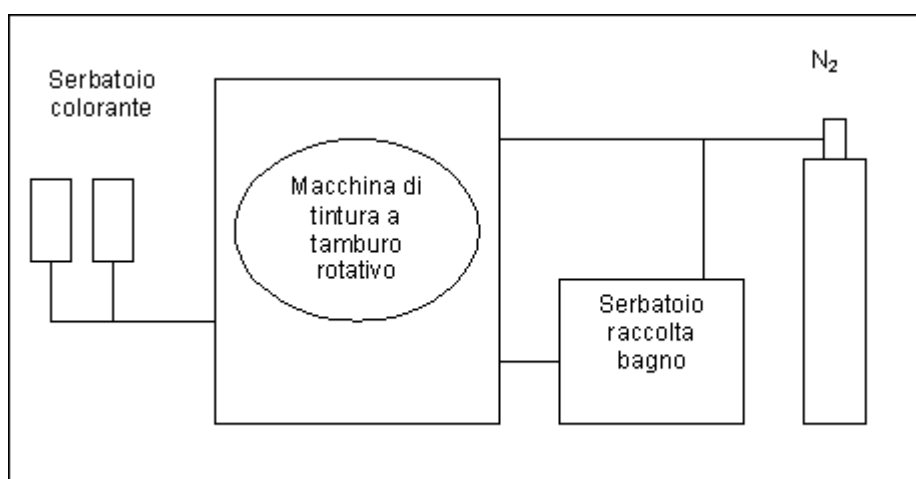 Serbatoio
colorante
Macchina di
tintura a
tamburo
rotativo
N₂
Serbatoio
raccolta
bagno